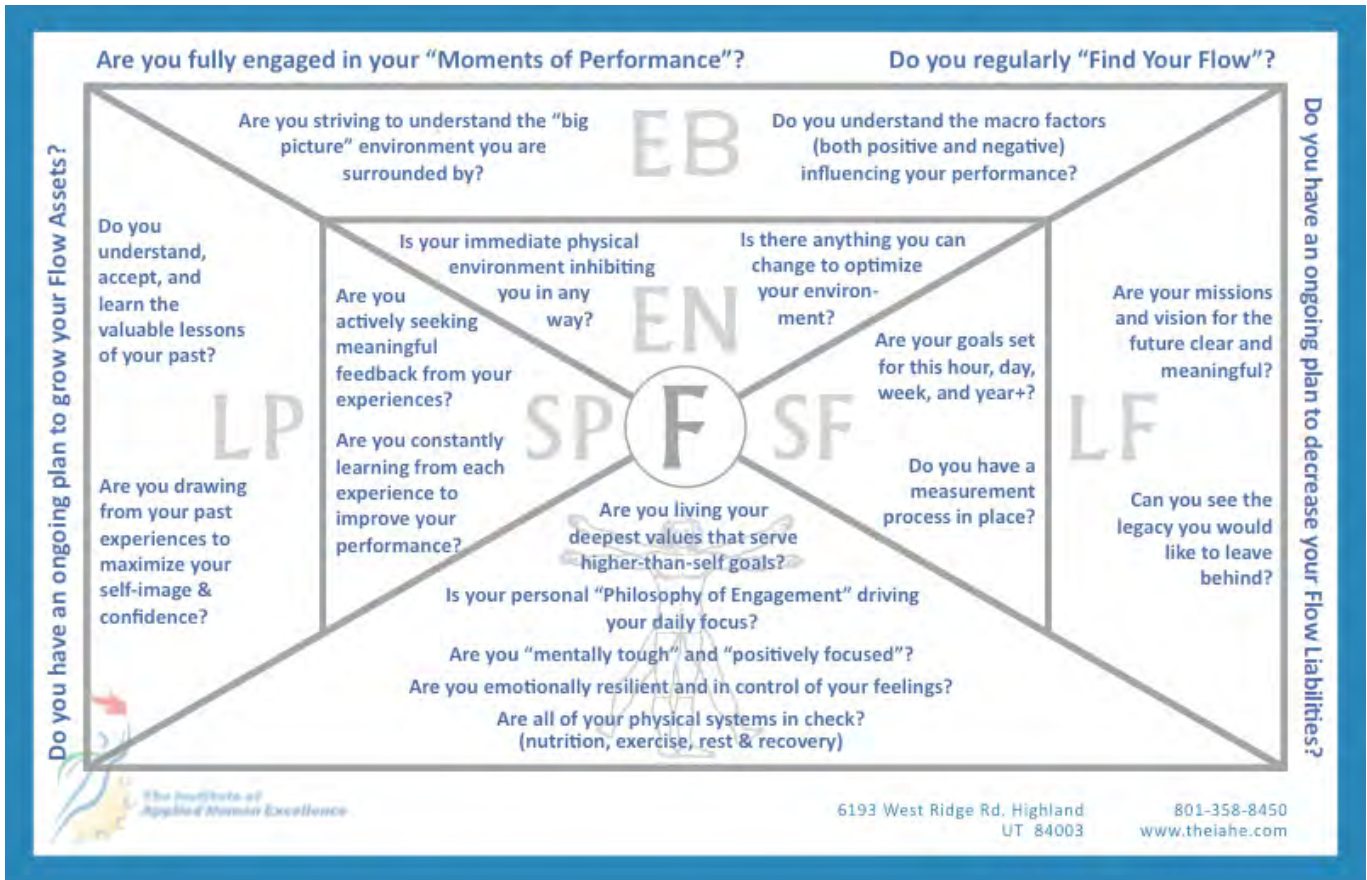 Are you fully engaged in your “Moments of Performance”?
Do you regularly “Find Your Flow”?
Do you have an ongoing plan to grow your Flow Assets?
Do you have an ongoing plan to decrease your Flow Liabilities?
Are you striving to understand the “big
picture” environment you are
surrounded by?
EB
Do you understand the macro factors
(both positive and negative)
influencing your performance?
Do you
understand,
accept, and
learn the
valuable lessons
of your past?
LP
Are you drawing
from your past
experiences to
maximize your
self-image &
confidence?
Are you
actively seeking
meaningful
feedback from your
experiences?
SP
Are you constantly
learning from each
experience to
improve your
performance?
Is your immediate physical
environment inhibiting
you in any
way?
EN
Is there anything you can
change to optimize
your environ-
ment?
F
Are your goals set
for this hour, day,
week, and year+?
SF
Do you have a
measurement
process in place?
Are your missions
and vision for the
future clear and
meaningful?
LF
Can you see the
legacy you would
like to leave
behind?
Are you living your
deepest values that serve
higher-than-self goals?
Is your personal “Philosophy of Engagement” driving
your daily focus?
Are you “mentally tough” and “positively focused”?
Are you emotionally resilient and in control of your feelings?
Are all of your physical systems in check?
(nutrition, exercise, rest & recovery)
The Institute of
Applied Human Excellence
6193 West Ridge Rd. Highland
UT 84003
801-358-8450
www.theiahe.com